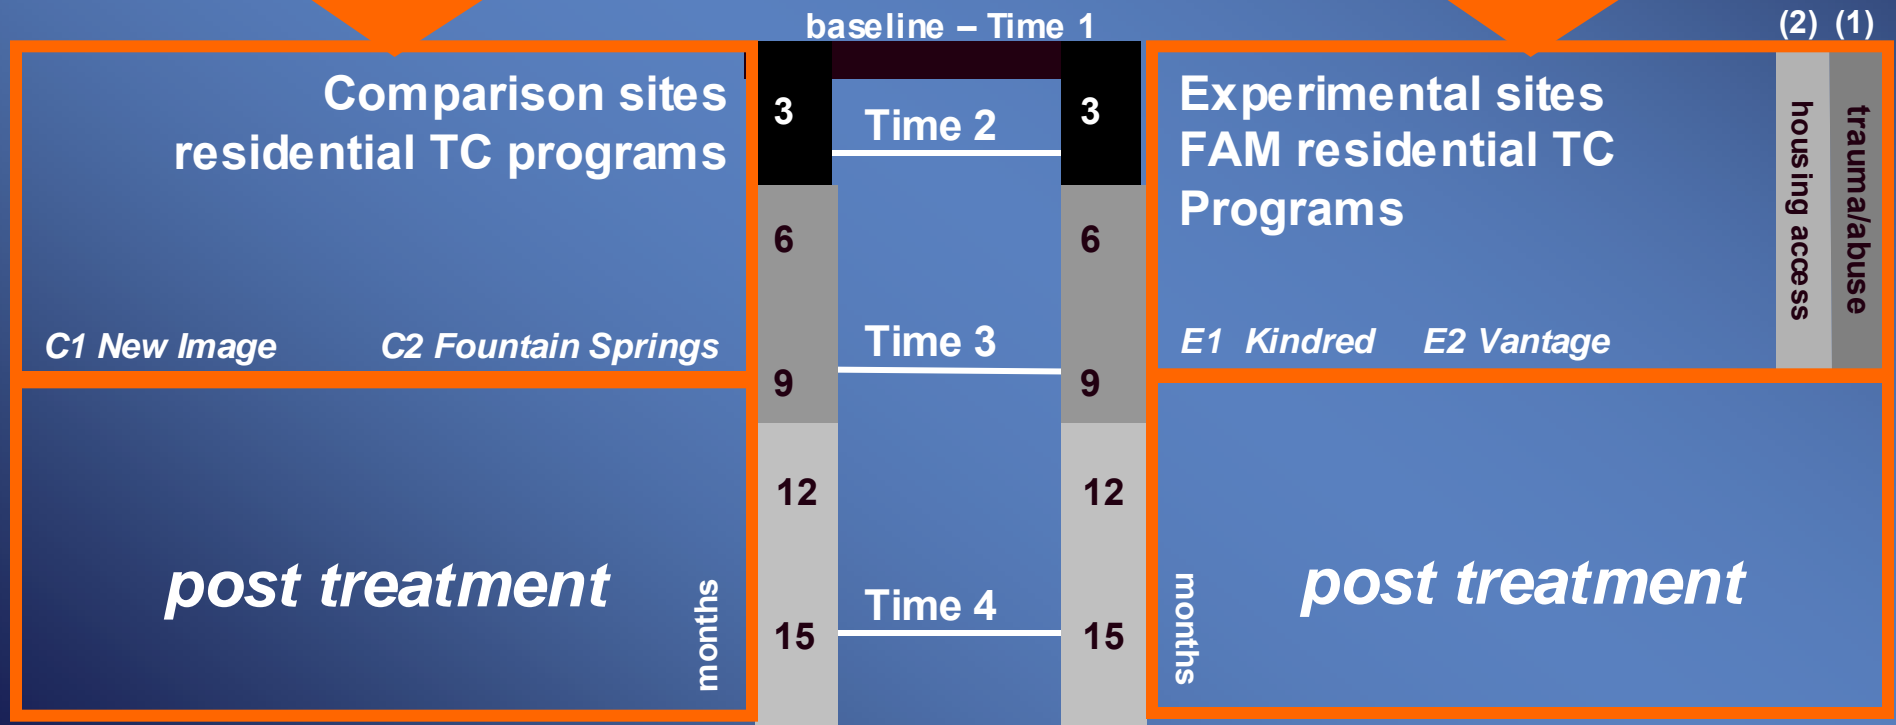 baseline – Time 1
(2) (1)
Comparison sites
residential TC programs
C1 New Image
C2 Fountain Springs
post treatment
months
3
6
9
12
15
Time 2
Time 3
Time 4
3
6
9
12
15
Experimental sites
FAM residential TC
Programs
E1 Kindred
E2 Vantage
housing access
trauma/abuse
months
post treatment